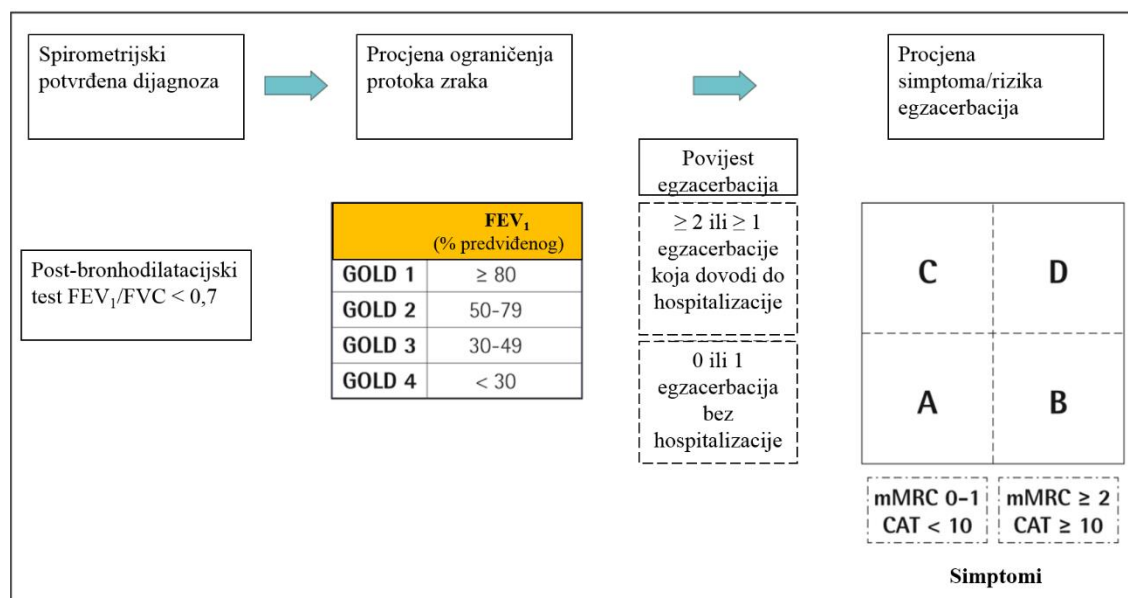 Spirometrijski
potvrđena dijagnoza
Procjena ograničenja
protoka zraka
Procjena
simptoma/rizika
egzacerbacija
Post-bronhodilatacijski
test FEV₁/FVC < 0,7
FEV₁
(% predviđenog)
GOLD 1 ≥ 80
GOLD 2 50-79
GOLD 3 30-49
GOLD 4 < 30
Povijest
egzacerbacija
≥ 2 ili ≥ 1
egzacerbacije
koja dovodi do
hospitalizacije
0 ili 1
egzacerbacija
bez
hospitalizacije
C D
A B
mMRC 0-1
CAT < 10
mMRC ≥ 2
CAT ≥ 10
Simptomi